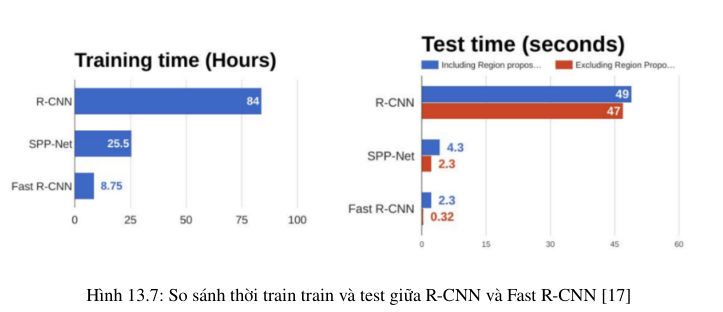 Training time (Hours)
R-CNN
84
SPP-Net
25.5
Fast R-CNN
8.75
0 25 50 75 100
Test time (seconds)
Including Region propos... Excluding Region Propo...
R-CNN
49
47
SPP-Net
4.3
2.3
Fast R-CNN
2.3
0.32
0 15 30 45 60
Hình 13.7: So sánh thời train train và test giữa R-CNN và Fast R-CNN [17]